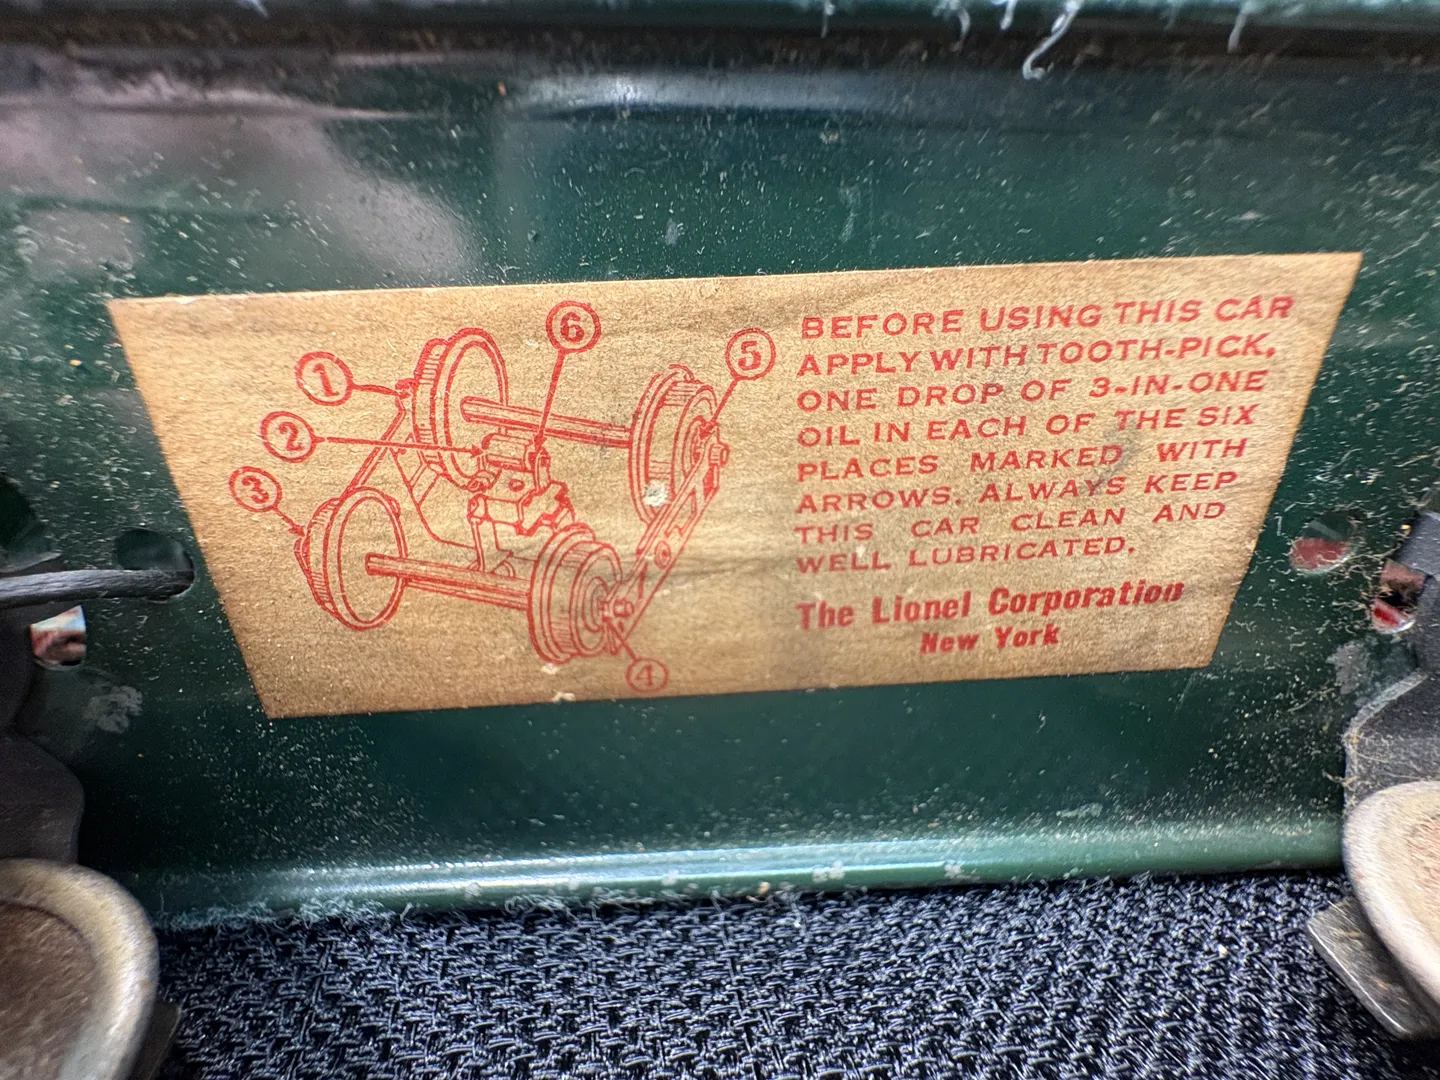 1
2
3
6
5
4
BEFORE USING THIS CAR
APPLY WITH TOOTH-PICK,
ONE DROP OF 3-IN-ONE
OIL IN EACH OF THE SIX
PLACES MARKED WITH
ARROWS. ALWAYS KEEP
THIS CAR CLEAN AND
WELL LUBRICATED.
The Lionel Corporation
New York